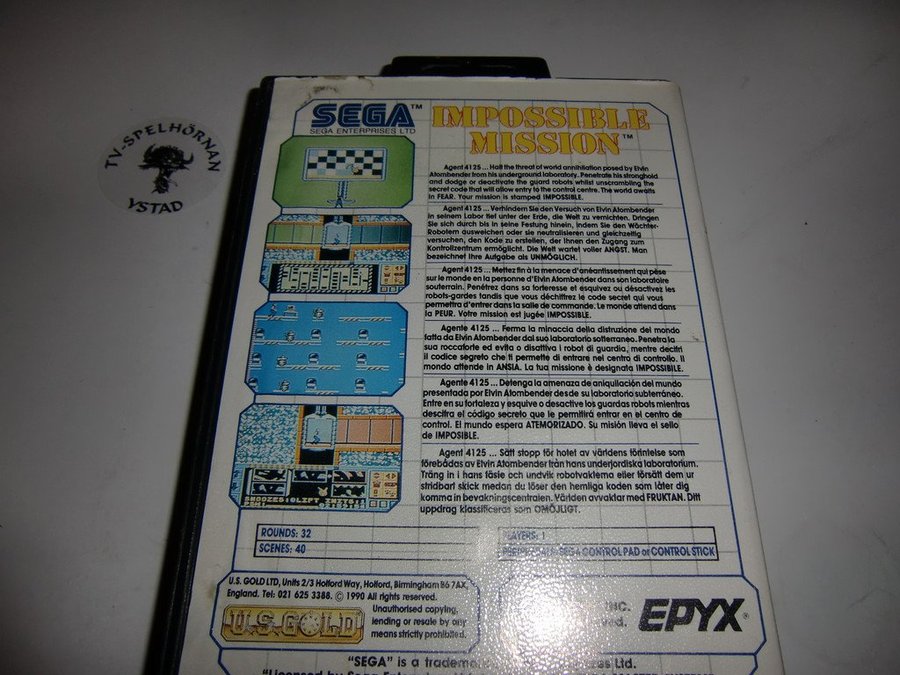 TV-SPELHÖRNAN
YSTAD
SEGA™
SEGA ENTERPRISES LTD
IMPOSSIBLE
MISSION™
Agent 4125 ... Halt the threat of world annihilation posed by Elvin
Atombender from his underground laboratory. Penetrate his stronghold
and dodge or deactivate the guard robots whilst unscrambling the
secret code that will allow entry to the control centre. The world awaits
in FEAR. Your mission is stamped IMPOSSIBLE.
Agent 4125 ... Verhindern Sie den Versuch von Elvin Atombender
in seinem Labor tief unter der Erde, die Welt zu vernichten. Dringen
Sie sich durch bis in seine Festung hinein, indem Sie den Wächter-
Robotern ausweichen oder sie neutralisieren und gleichzeitig
versuchen, den Kode zu erstellen, der Ihnen den Zugang zum
Kontrollzentrum ermöglicht. Die Welt wartet voller ANGST. Man
bezeichnet Ihre Aufgabe als UNMÖGLICH.
Agent 4125 ... Mettez fin à la menace d'anéantissement qui pèse
sur le monde en la personne d'Elvin Atombender dans son laboratoire
souterrain. Penétrez dans sa forteresse et esquivez ou désactivez les
robots-gardes tandis que vous déchiffrez le code secret qui vous
permettra d'entrer dans la salle de commande. Le monde attend dans
la PEUR. Votre mission est jugée IMPOSSIBLE.
Agente 4125 ... Ferma la minaccia della distruzione del mondo
fatta da Elvin Atombender dal suo laboratorio sotterraneo. Penetra la
sua roccaforte ed evita o disattiva i robot di guardia, mentre decifri
il codice segreto che ti permette di entrare nel centro di controllo. Il
mondo attende in ANSIA. La tua missione è designata IMPOSSIBILE.
Agente 4125 ... Detenga la amenaza de aniquilación del mundo
presentada por Elvin Atombender desde su laboratorio subterráneo.
Entre en su fortaleza y esquive o desactive los guardas robots mientras
descifra el código secreto que le permitirá entrar en el centro de
control. El mundo espera ATEMORIZADO. Su misión lleva el sello
de IMPOSIBLE.
Agent 4125 ... Sätt stopp för hotet av världens förintelse som
förebådas av Elvin Atombender från hans underjordiska laboratorium.
Träng in i hans fäste och undvik robotvakterna eller försätt dem ur
stridbart skick medan du löser den hemliga koden som låter dig
komma in bevakningscentralen. Världen avvaktar med FRUKTAN. Ditt
uppdrag klassificeras som OMÖJLIGT.
SNOOZES: LIFT INITS:
ROUNDS: 32
PLAYERS: 1
SCENES: 40
SEGA CONYROL PAD or CONTROL STICK
U.S. GOLD LTD, Units 2/3 Holford Way, Holford, Birmingham B6 7AX,
England. Tel: 021 625 3388. © 1990 All rights reserved.
U.S. GOLD
Unauthorised copying,
lending or resale by any
means strictly prohibited.
INC.
EPYX®
"SEGA" is a
Ltd.
"Licensed by Sega